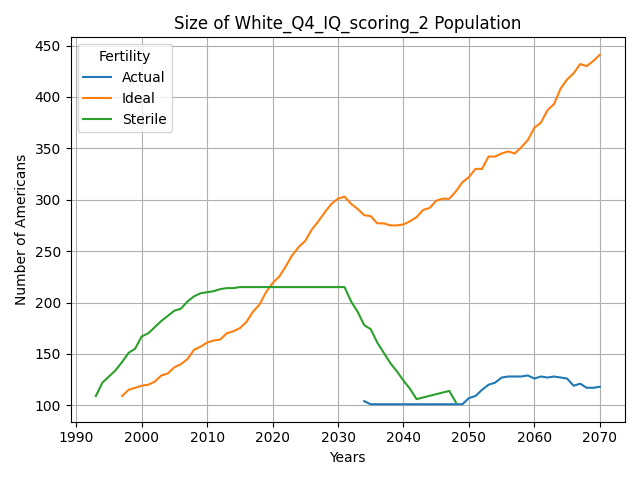 Size of White_Q4_IQ_scoring_2 Population
Fertility
Actual
Ideal
Sterile
Number of Americans
450
400
350
300
250
200
150
100
1990 2000 2010 2020 2030 2040 2050 2060 2070
Years